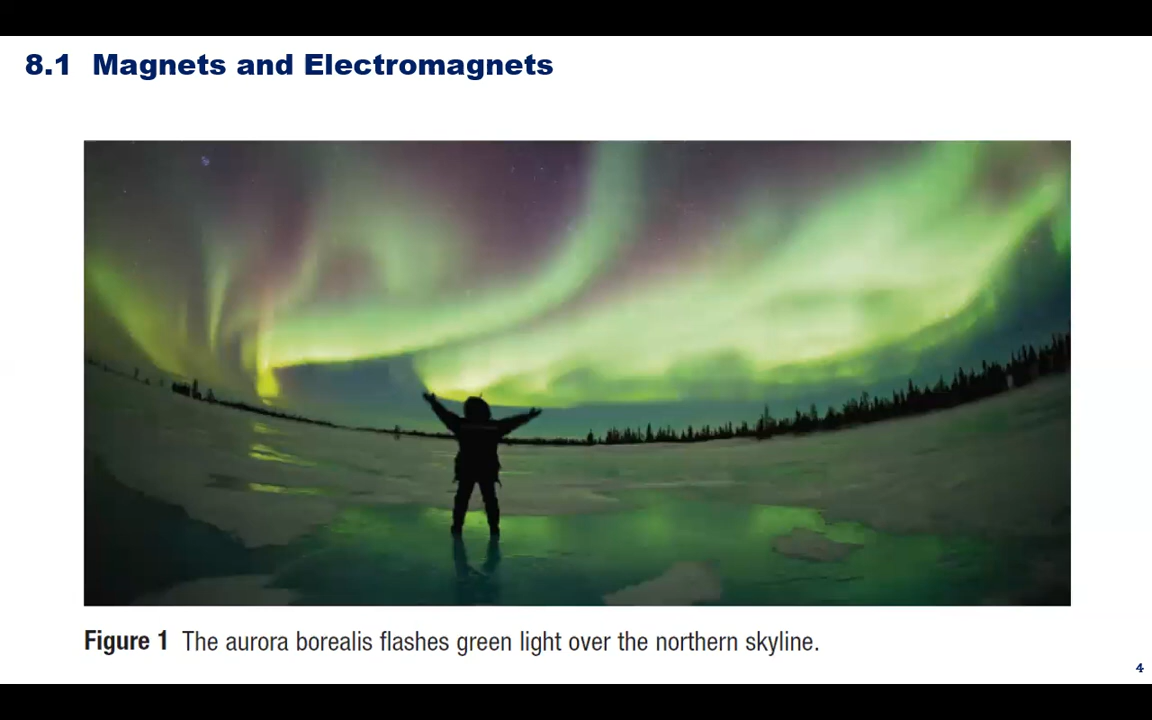 8.1 Magnets and Electromagnets
Figure 1 The aurora borealis flashes green light over the northern skyline.
4